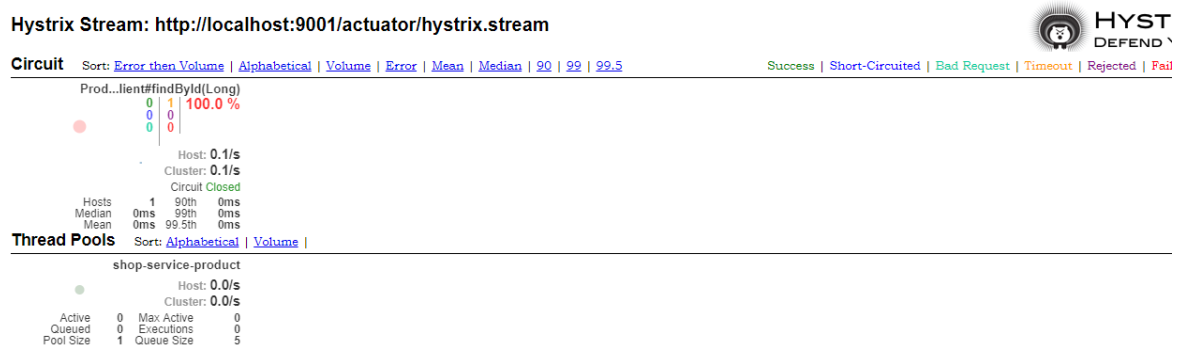 Hystrix Stream: http://localhost:9001/actuator/hystrix.stream
HYST
DEFEND
Circuit Sort: Error then Volume | Alphabetical | Volume | Error | Mean | Median | 90 | 99 | 99.5
Success | Short-Circuited | Bad Request | Timeout | Rejected | Fail
Prod...lient#findById(Long)
0 1 100.0 %
0 0
0 0
Host: 0.1/s
Cluster: 0.1/s
Circuit Closed
Hosts 1 90th 0ms
Median 0ms 99th 0ms
Mean 0ms 99.5th 0ms
Thread Pools Sort: Alphabetical | Volume |
shop-service-product
Host: 0.0/s
Cluster: 0.0/s
Active 0 Max Active 0
Queued 0 Executions 0
Pool Size 1 Queue Size 5